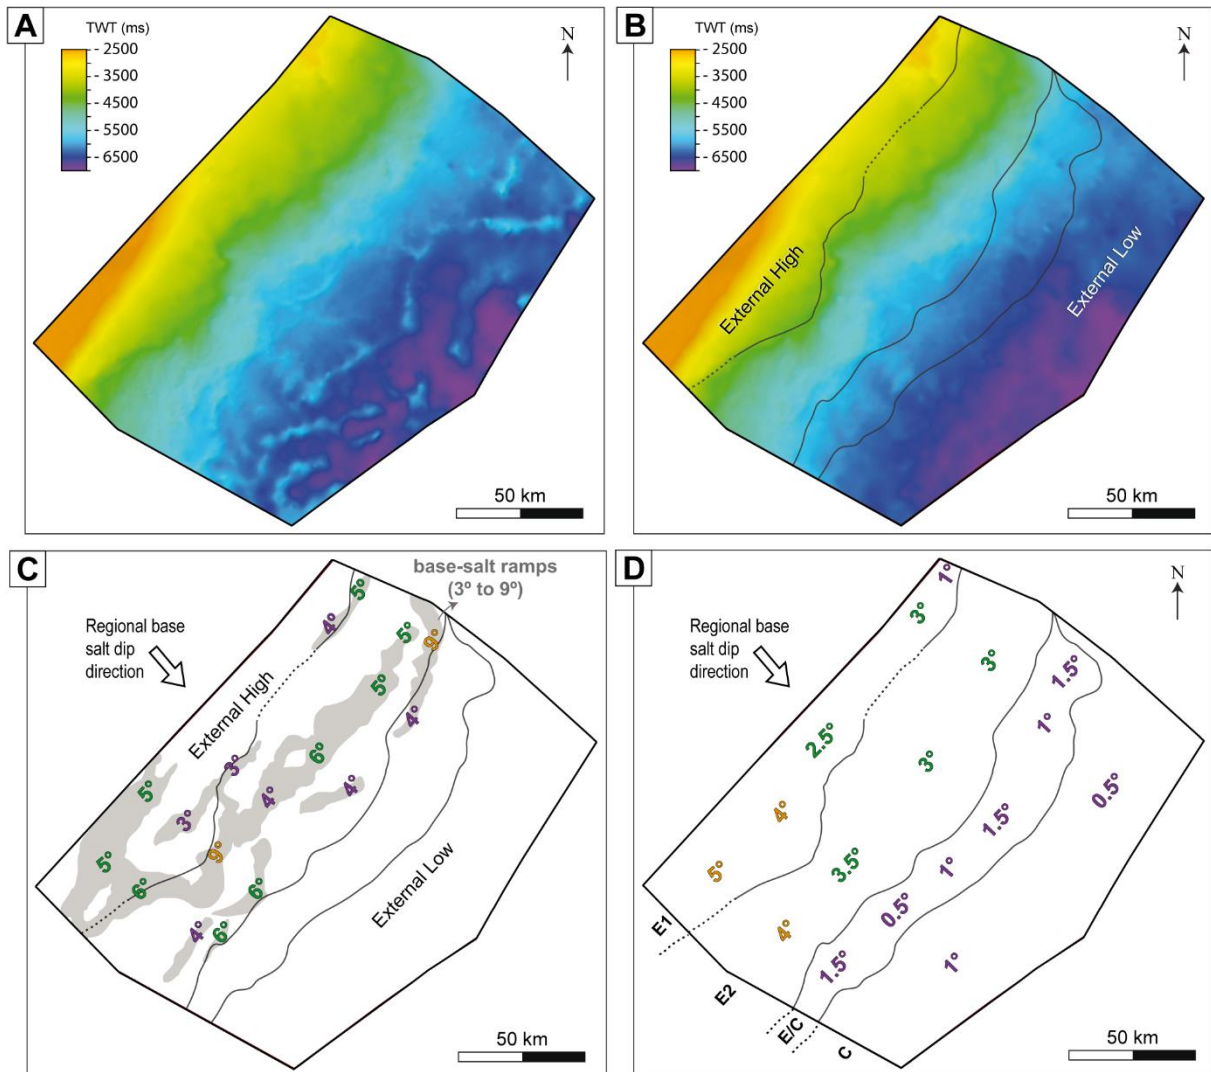 A
TWT (ms)
- 2500
- 3500
- 4500
- 5500
- 6500
N
50 km
B
TWT (ms)
- 2500
- 3500
- 4500
- 5500
- 6500
N
External High
External Low
50 km
C
base-salt ramps
(3º to 9º)
Regional base
salt dip
direction
External High
External Low
5º
4º
5º
9º
5º
4º
3º
6º
5º
4º
4º
3º
9º
5º
6º
6º
4º
6º
50 km
D
N
Regional base
salt dip
direction
1º
3º
3º
1.5º
1º
2.5º
3º
0.5º
4º
1.5º
5º
3.5º
1º
0.5º
4º
1.5º
1º
E1
E2
E/C
C
50 km